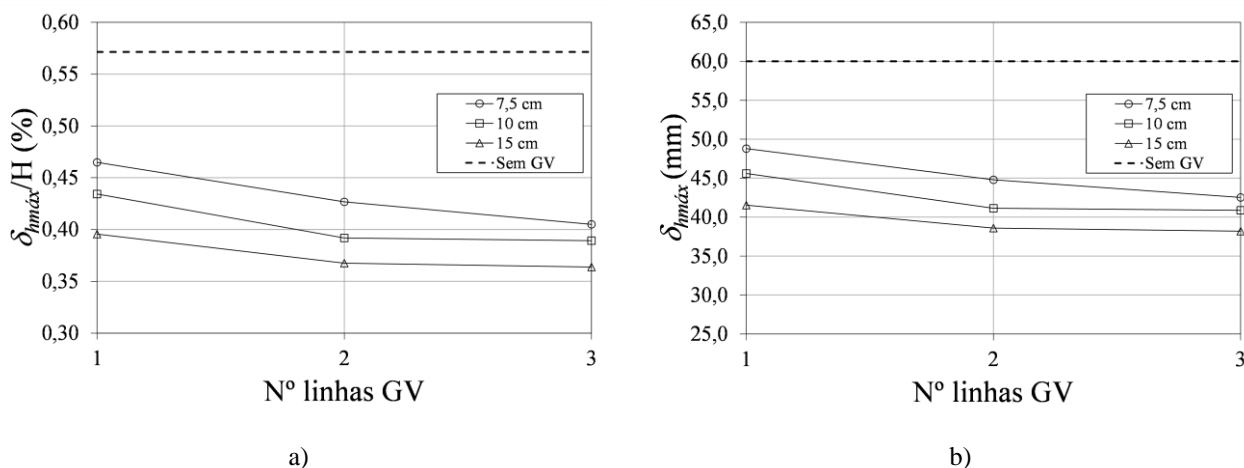 0,60
0,55
0,50
0,45
0,40
0,35
0,30
δhmáx/H (%)
7,5 cm
10 cm
15 cm
Sem GV
1
2
3
Nº linhas GV
a)
65,0
60,0
55,0
50,0
45,0
40,0
35,0
30,0
25,0
δhmáx (mm)
7,5 cm
10 cm
15 cm
Sem GV
1
2
3
Nº linhas GV
b)